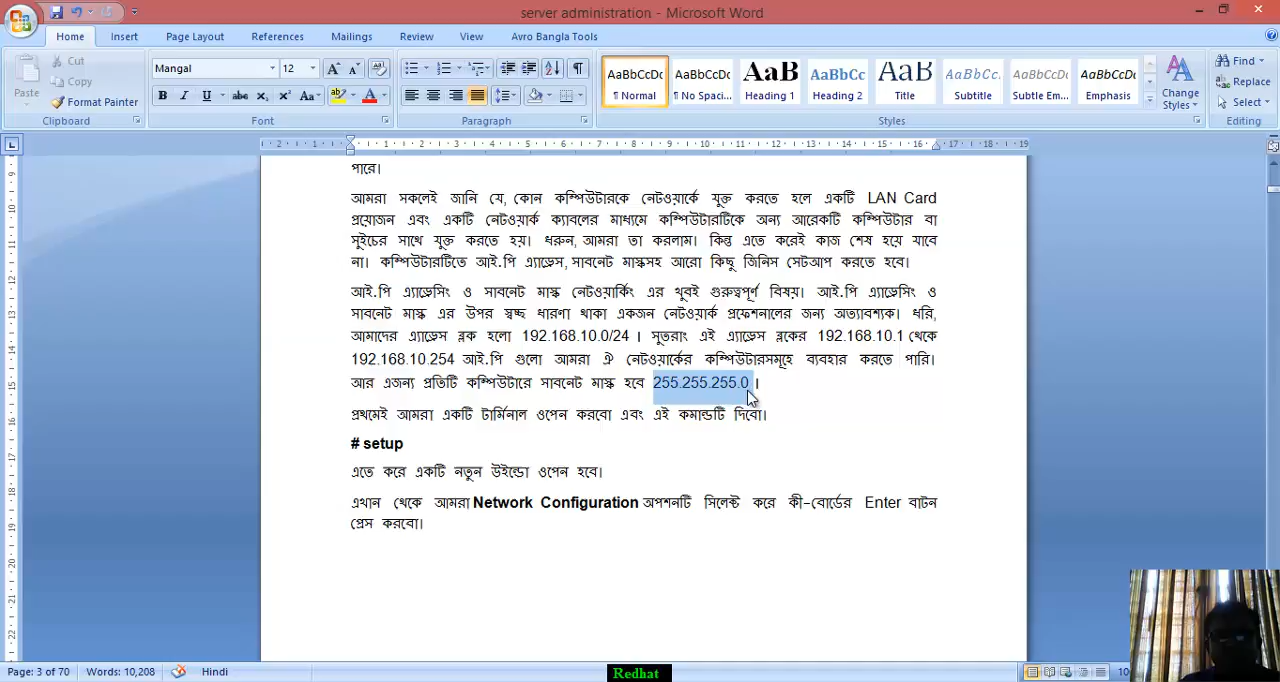 server administration - Microsoft Word
Home Insert Page Layout References Mailings Review View Avro Bangla Tools
Cut
Copy
Paste
Format Painter
Clipboard
Mangal 12
Font
Paragraph
AaBbCcDc AaBbCcDc AaB AaBbCc AaB AaBbCc. AaBbCcDc AaBbCcDc
¶ Normal ¶ No Spaci... Heading 1 Heading 2 Title Subtitle Subtle Em... Emphasis
Change Styles
Styles
Find
Replace
Select
Editing
পারে।
আমরা সকলেই জানি যে, কোন কম্পিউটারকে নেটওয়ার্কে যুক্ত করতে হলে একটি LAN Card
প্রয়োজন এবং একটি নেটওয়ার্ক ক্যাবলের মাধ্যমে কম্পিউটারটিকে অন্য আরেকটি কম্পিউটার বা
সুইচের সাথে যুক্ত করতে হয়। ধরুন, আমরা তা করলাম। কিন্তু এতে করেই কাজ শেষ হয়ে যাবে
না। কম্পিউটারটিতে আই.পি এ্যাড্রেস, সাবনেট মাস্কসহ আরো কিছু জিনিস সেটআপ করতে হবে।
আই.পি এ্যাড্রেসিং ও সাবনেট মাস্ক নেটওয়ার্কিং এর খুবই গুরুত্বপূর্ণ বিষয়। আই.পি এ্যাড্রেসিং ও
সাবনেট মাস্ক এর উপর স্বচ্ছ ধারণা থাকা একজন নেটওয়ার্ক প্রফেশনালের জন্য অত্যাবশ্যক। ধরি,
আমাদের এ্যাড্রেস ব্লক হলো 192.168.10.0/24 । সুতরাং এই এ্যাড্রেস ব্লকের 192.168.10.1 থেকে
192.168.10.254 আই.পি গুলো আমরা ঐ নেটওয়ার্কের কম্পিউটারসমূহে ব্যবহার করতে পারি।
আর এজন্য প্রতিটি কম্পিউটারে সাবনেট মাস্ক হবে 255.255.255.0 ।
প্রথমেই আমরা একটি টার্মিনাল ওপেন করবো এবং এই কমান্ডটি দিবো।
# setup
এতে করে একটি নতুন উইন্ডো ওপেন হবে।
এখান থেকে আমরা Network Configuration অপশনটি সিলেক্ট করে কী-বোর্ডের Enter বাটন
প্রেস করবো।
Page: 3 of 70 Words: 10,208 Hindi
Redhat